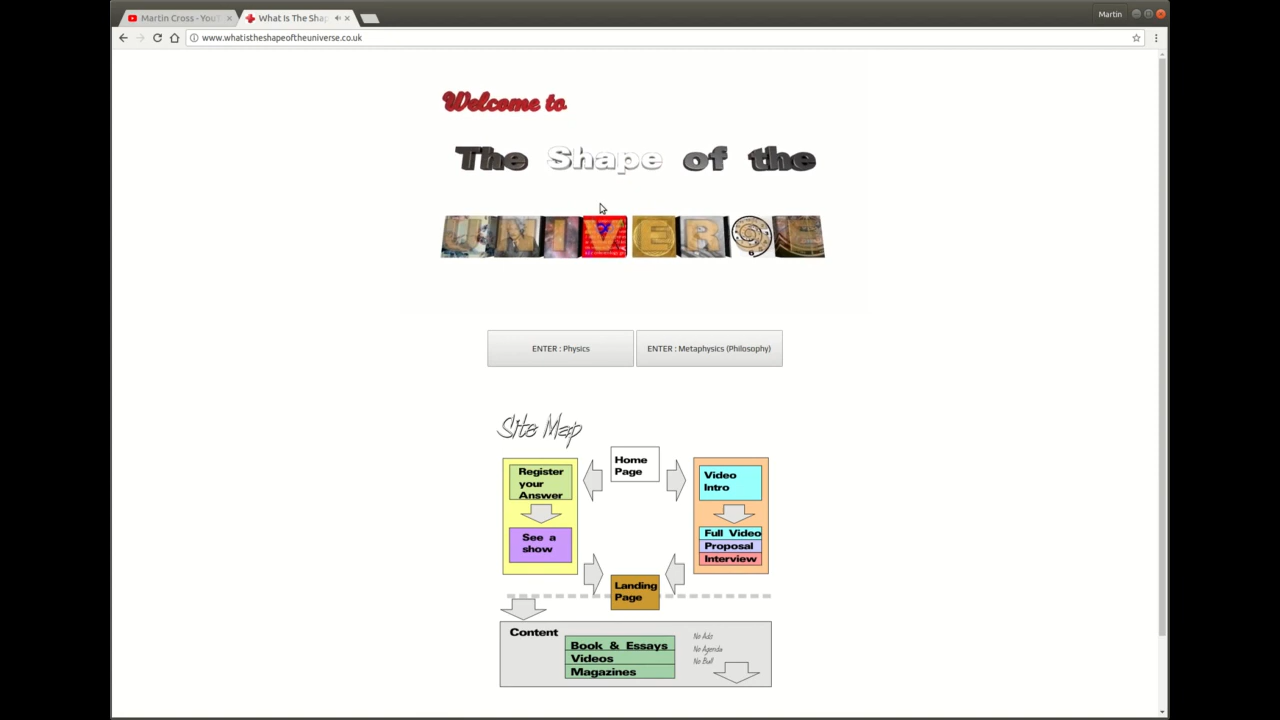 Martin Cross - YouT
What Is The Shap
Martin
www.whatistheshapeoftheuniverse.co.uk
Welcome to
The Shape of the
UNIVERSE
ENTER : Physics
ENTER : Metaphysics (Philosophy)
Site Map
Home
Page
Register
your
Answer
See a
show
Video
Intro
Full Video
Proposal
Interview
Landing
Page
Content
Book & Essays
Videos
Magazines
No Ads
No Agenda
No Bull